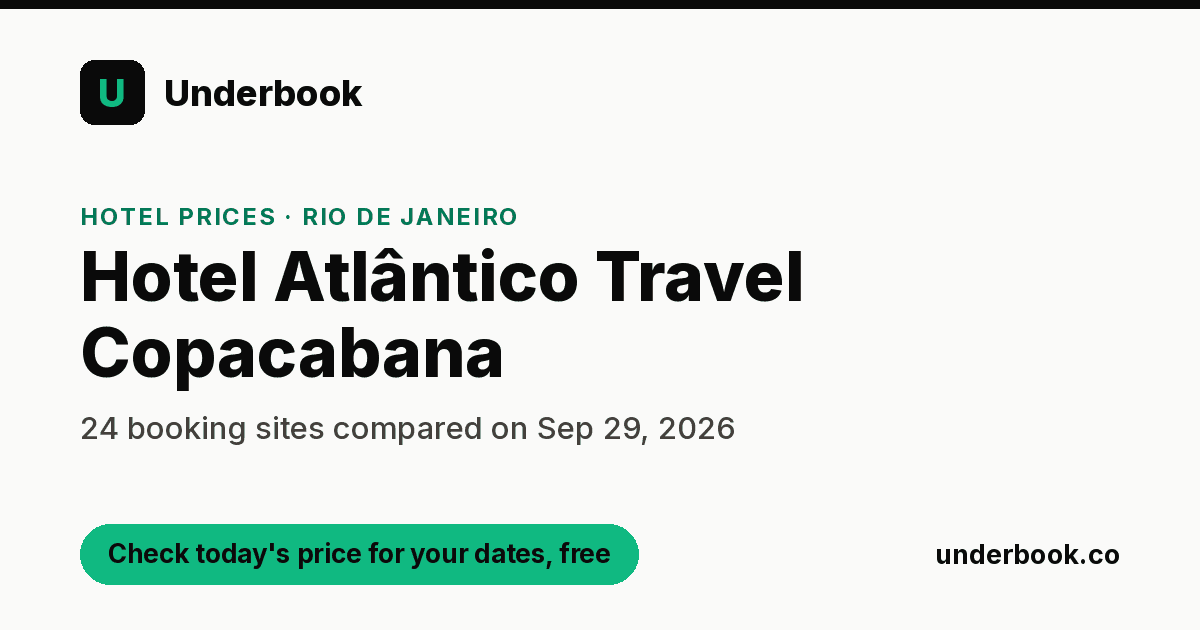 U Underbook
HOTEL PRICES · RIO DE JANEIRO
Hotel Atlântico Travel
Copacabana
24 booking sites compared on Sep 29, 2026
Check today's price for your dates, free
underbook.co